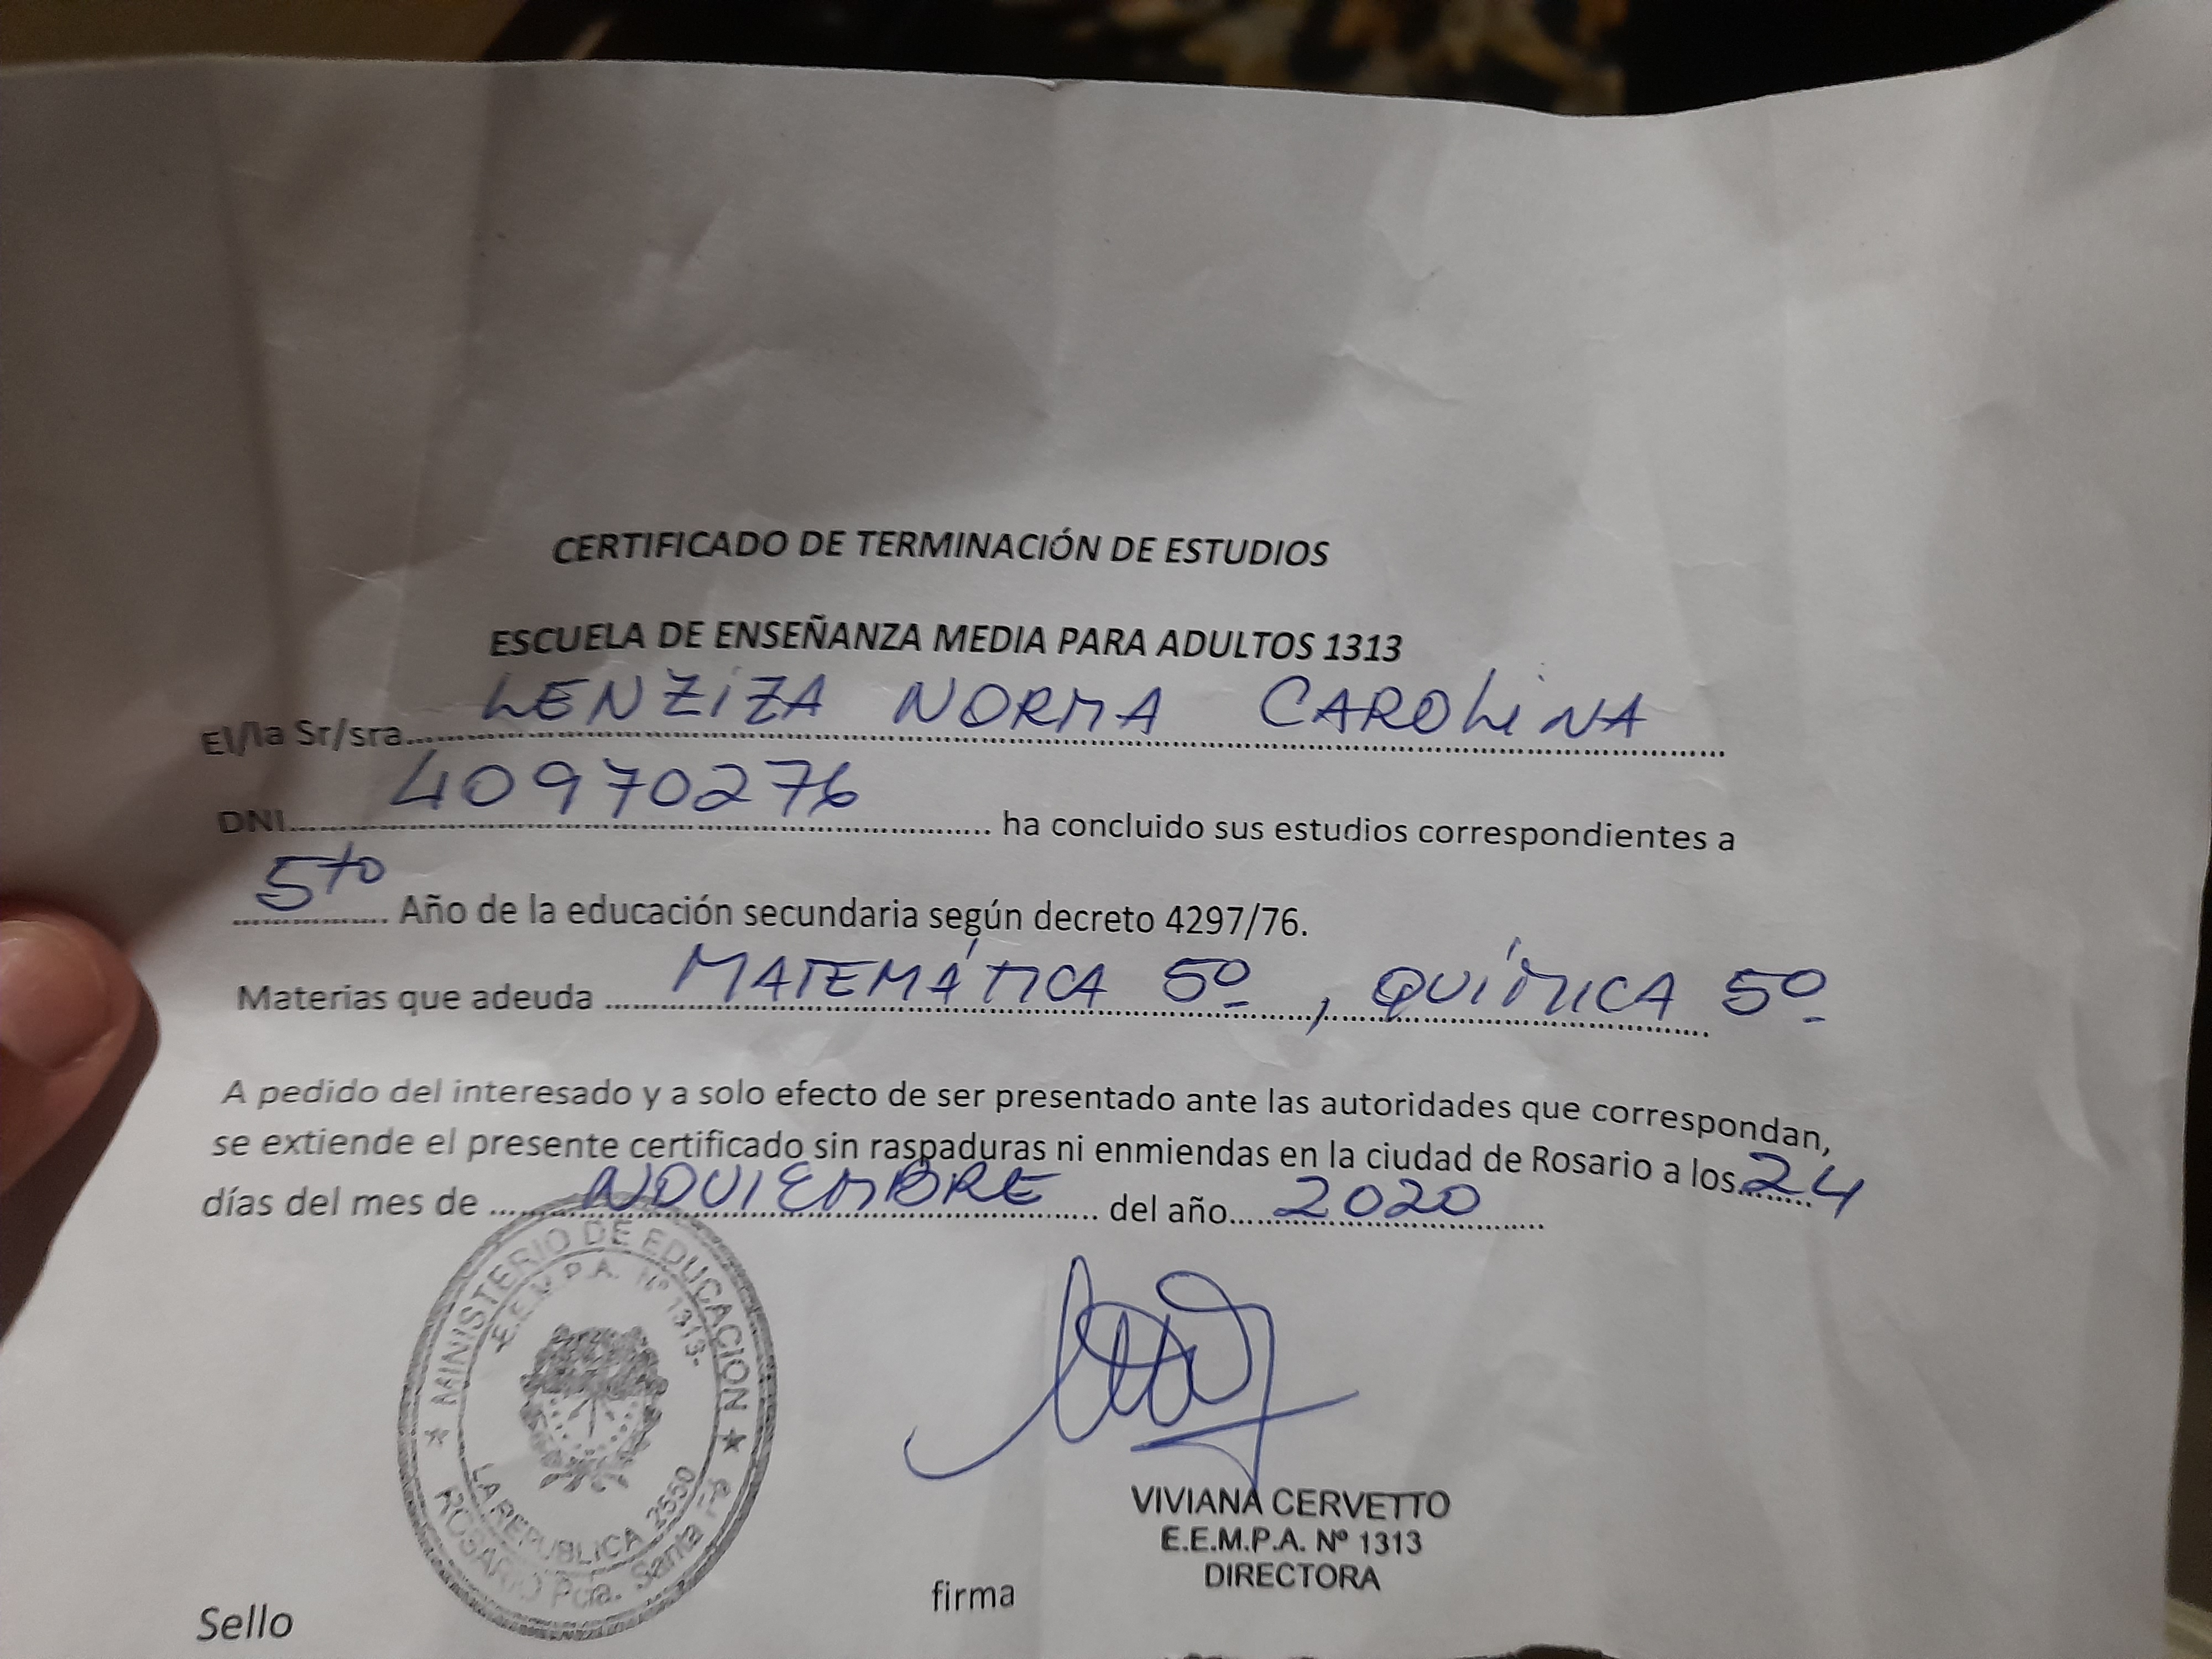 CERTIFICADO DE TERMINACIÓN DE ESTUDIOS
ESCUELA DE ENSEÑANZA MEDIA PARA ADULTOS 1313
El/la Sr/sra......LENZIZA NORMA CAROLINA......
DNI......40970276...... ha concluido sus estudios correspondientes a
...5to... Año de la educación secundaria según decreto 4297/76.
Materias que adeuda ......MATEMÁTICA 5º, QUÍMICA 5º......
A pedido del interesado y a solo efecto de ser presentado ante las autoridades que correspondan,
se extiende el presente certificado sin raspaduras ni enmiendas en la ciudad de Rosario a los...24...
días del mes de ......NOVIEMBRE...... del año......2020......
MINISTERIO DE EDUCACION
-E.E.M.P.A. Nº 1313-
LA REPUBLICA 2550
ROSARIO Pcia. Santa Fé
VIVIANA CERVETTO
E.E.M.P.A. Nº 1313
DIRECTORA
firma
Sello